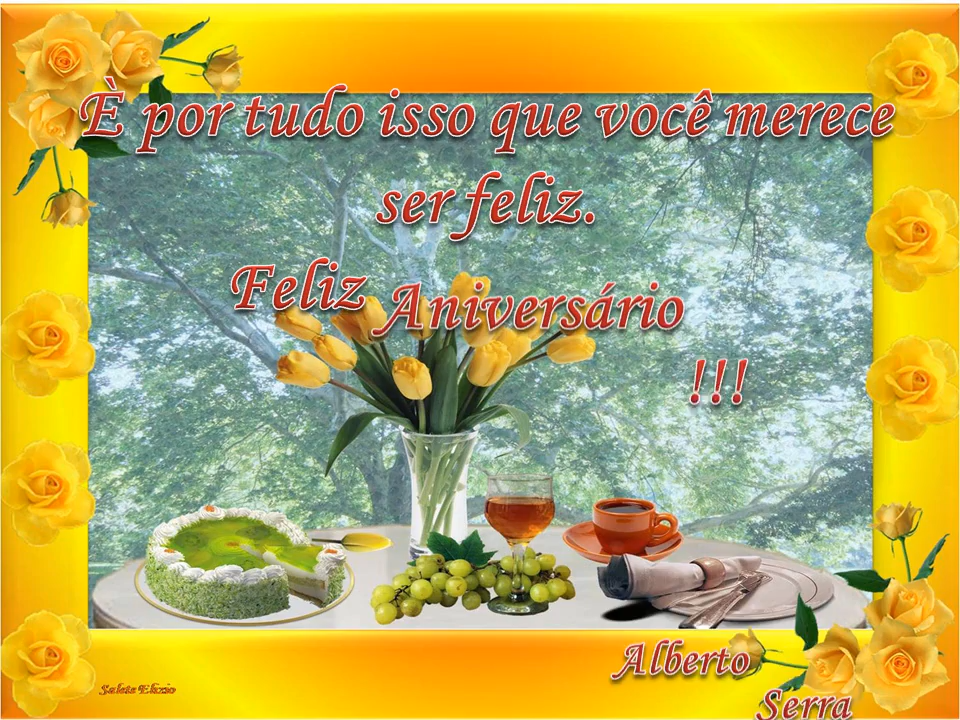 È por tudo isso que você merece
ser feliz.
Feliz Aniversário
!!!
Alberto
Serra